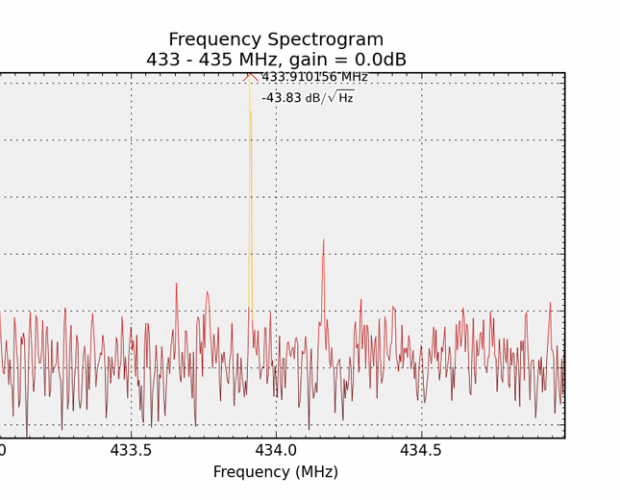 Frequency Spectrogram
433 - 435 MHz, gain = 0.0dB
433.910156 MHz
-43.83 dB/√Hz
0 433.5 434.0 434.5
Frequency (MHz)